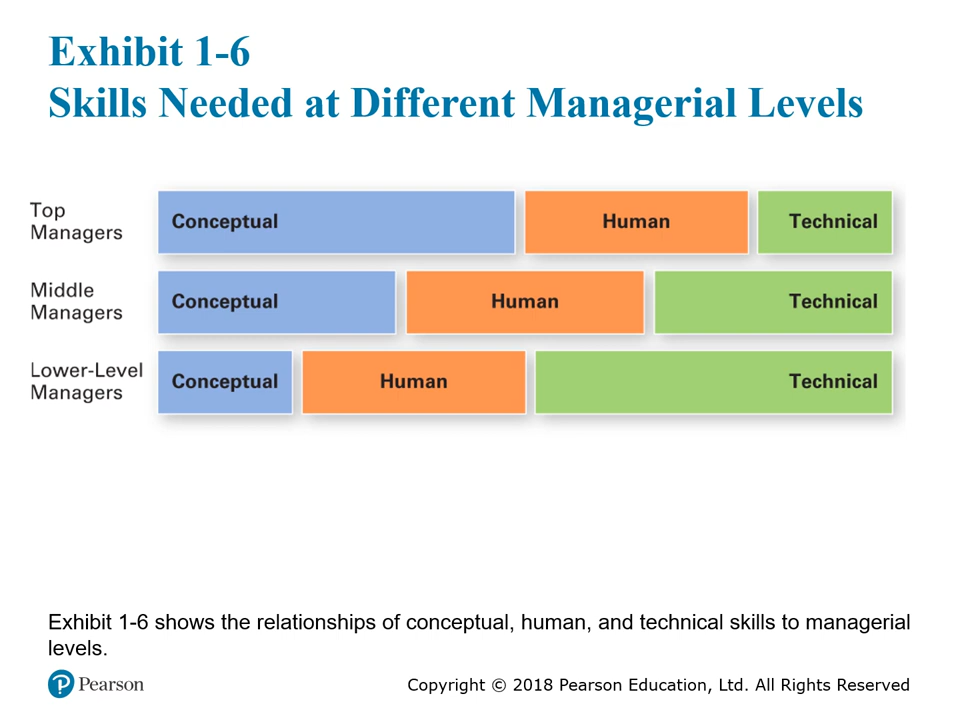 Exhibit 1-6
Skills Needed at Different Managerial Levels
Top
Managers
Conceptual
Human
Technical
Middle
Managers
Conceptual
Human
Technical
Lower-Level
Managers
Conceptual
Human
Technical
Exhibit 1-6 shows the relationships of conceptual, human, and technical skills to managerial
levels.
P Pearson
Copyright © 2018 Pearson Education, Ltd. All Rights Reserved